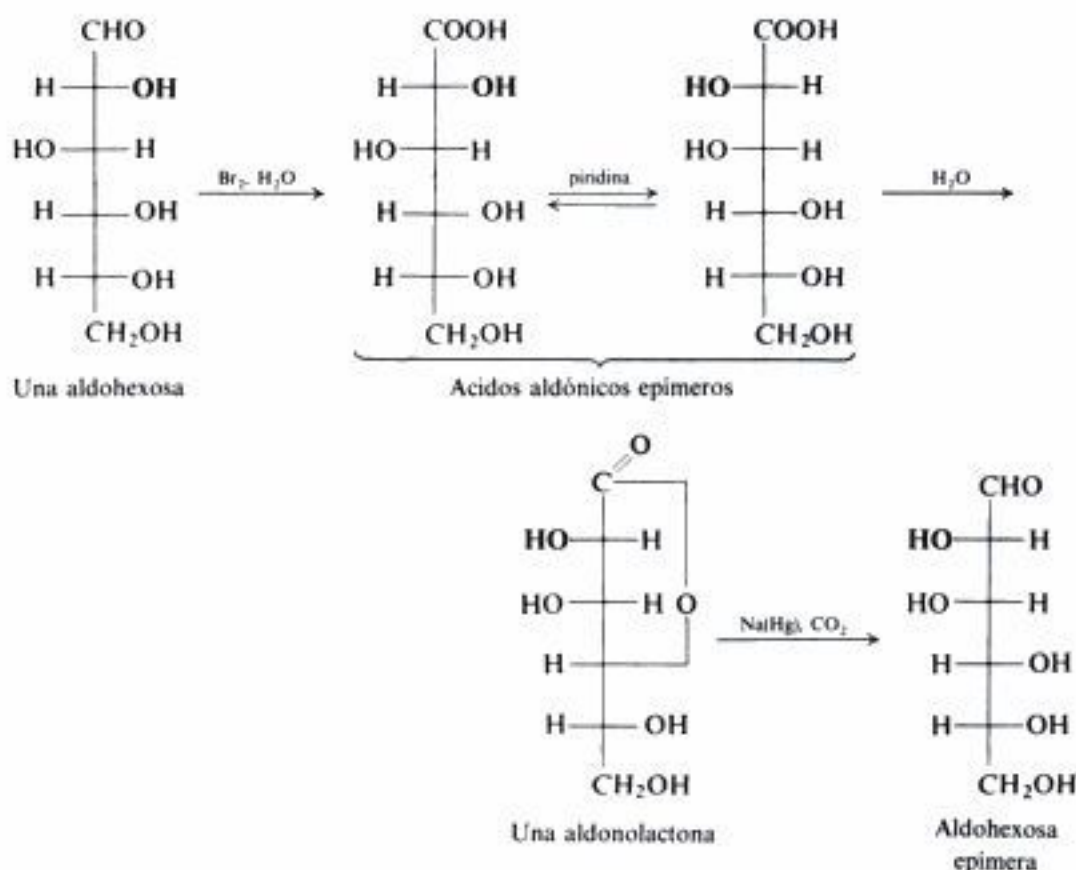 CHO COOH COOH
H OH H OH HO H
HO H HO H HO H
Br₂- H₂O piridina H₂O
H OH H OH H OH
H OH H OH H OH
CH₂OH CH₂OH CH₂OH
Una aldohexosa Acidos aldónicos epímeros
O
C CHO
HO H HO H
HO H O HO H
Na(Hg), CO₂
H H OH
H OH H OH
CH₂OH CH₂OH
Una aldonolactona Aldohexosa
epimera